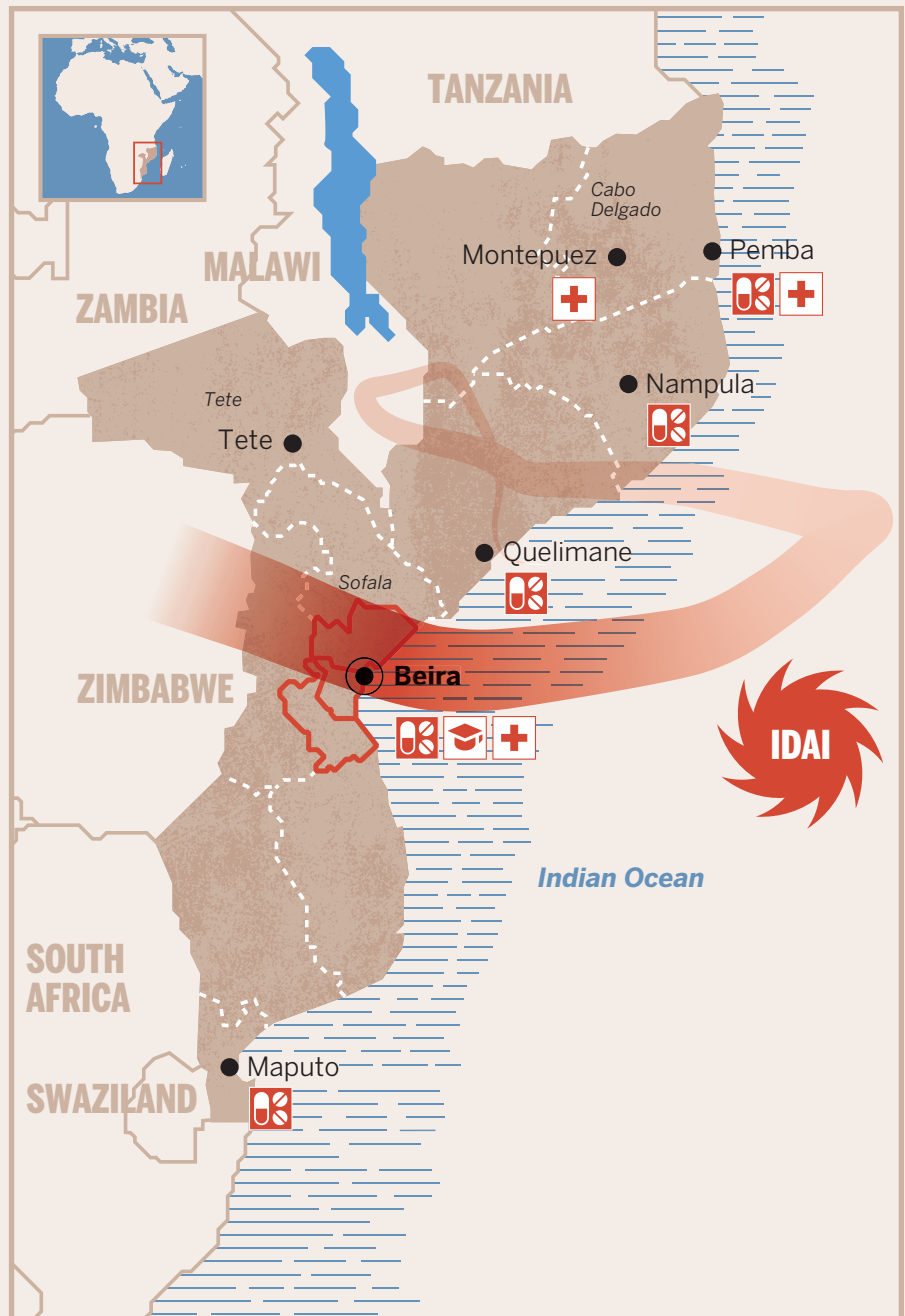 TANZANIA
Cabo
Delgado
Montepuez
Pemba
MALAWI
ZAMBIA
Nampula
Tete
Tete
Quelimane
Sofala
Beira
ZIMBABWE
IDAI
Indian Ocean
SOUTH
AFRICA
Maputo
SWAZILAND